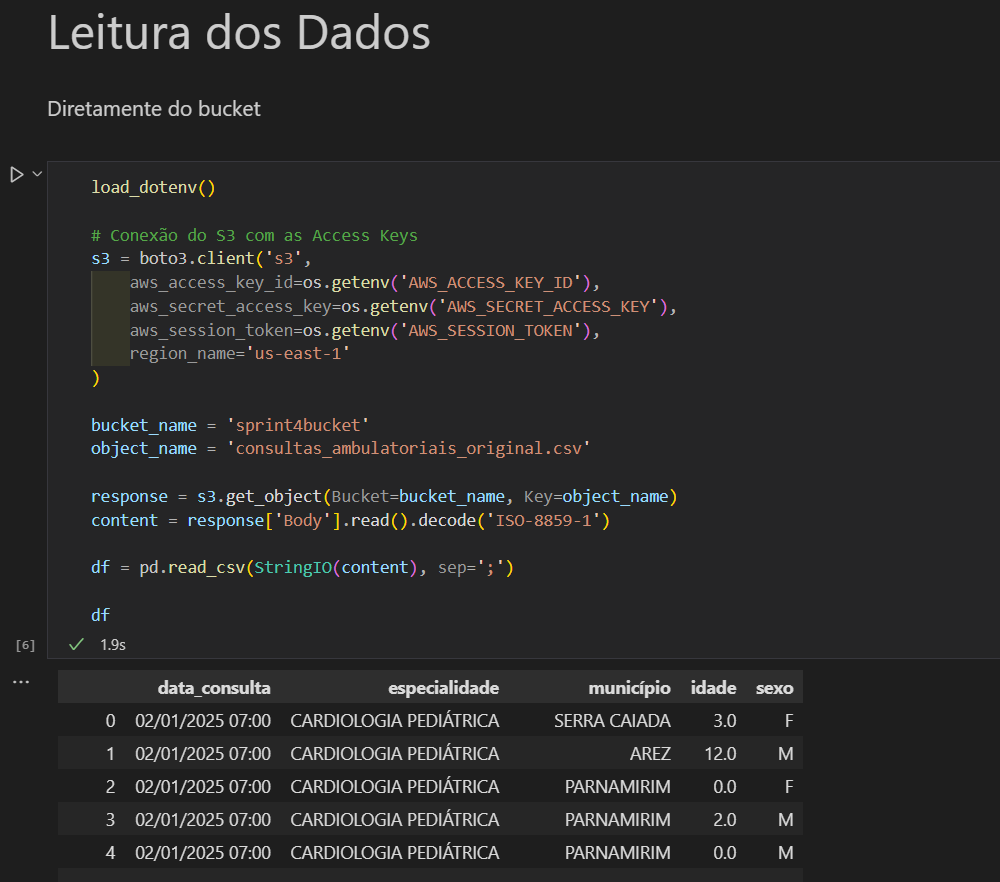 Leitura dos Dados
Diretamente do bucket
load_dotenv()
# Conexão do S3 com as Access Keys
s3 = boto3.client('s3',
aws_access_key_id=os.getenv('AWS_ACCESS_KEY_ID'),
aws_secret_access_key=os.getenv('AWS_SECRET_ACCESS_KEY'),
aws_session_token=os.getenv('AWS_SESSION_TOKEN'),
region_name='us-east-1'
)
bucket_name = 'sprint4bucket'
object_name = 'consultas_ambulatoriais_original.csv'
response = s3.get_object(Bucket=bucket_name, Key=object_name)
content = response['Body'].read().decode('ISO-8859-1')
df = pd.read_csv(StringIO(content), sep=';')
df
[6] 1.9s
...
data_consulta especialidade município idade sexo
0 02/01/2025 07:00 CARDIOLOGIA PEDIÁTRICA SERRA CAIADA 3.0 F
1 02/01/2025 07:00 CARDIOLOGIA PEDIÁTRICA AREZ 12.0 M
2 02/01/2025 07:00 CARDIOLOGIA PEDIÁTRICA PARNAMIRIM 0.0 F
3 02/01/2025 07:00 CARDIOLOGIA PEDIÁTRICA PARNAMIRIM 2.0 M
4 02/01/2025 07:00 CARDIOLOGIA PEDIÁTRICA PARNAMIRIM 0.0 M